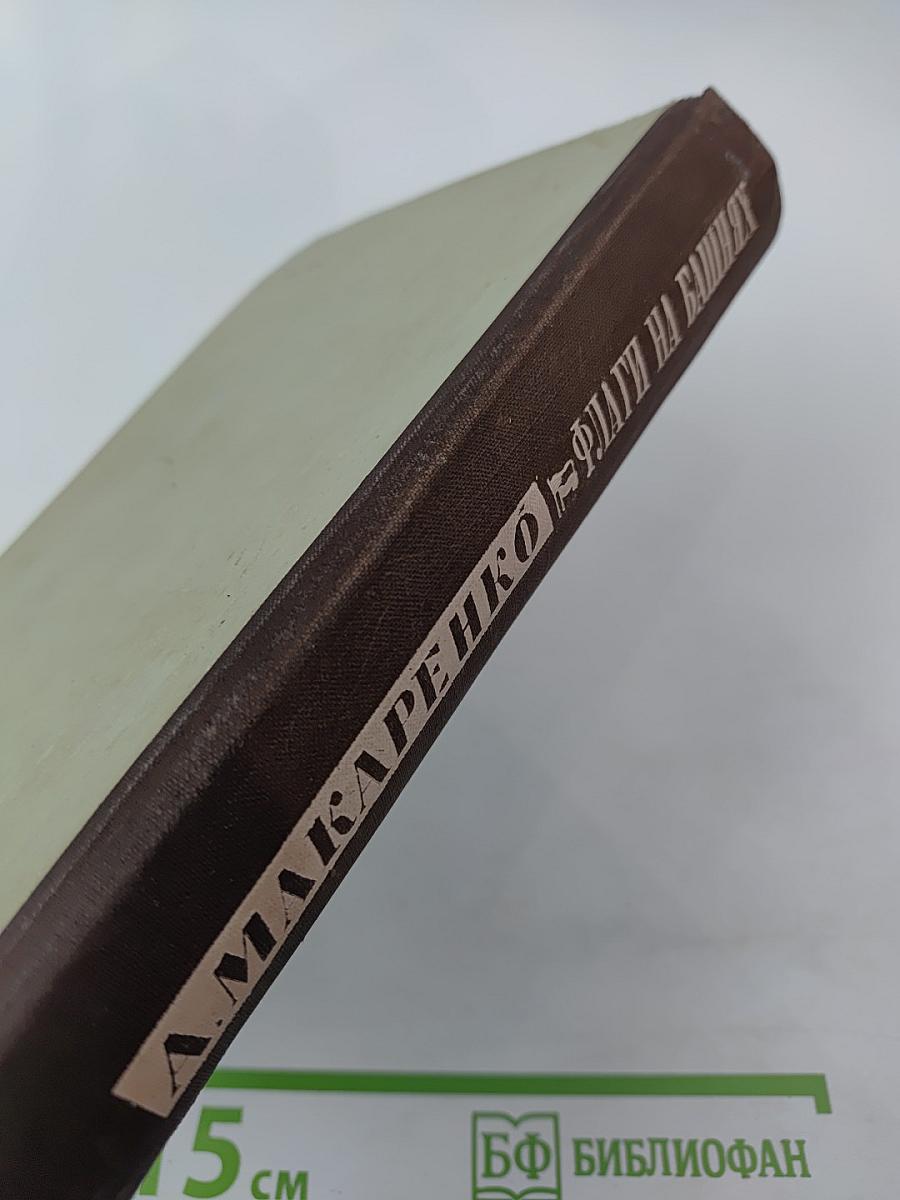 А. МАКАРЕНКО ФЛАГИ НА БАШНЯХ
15 см
БФ БИБЛИОФАН